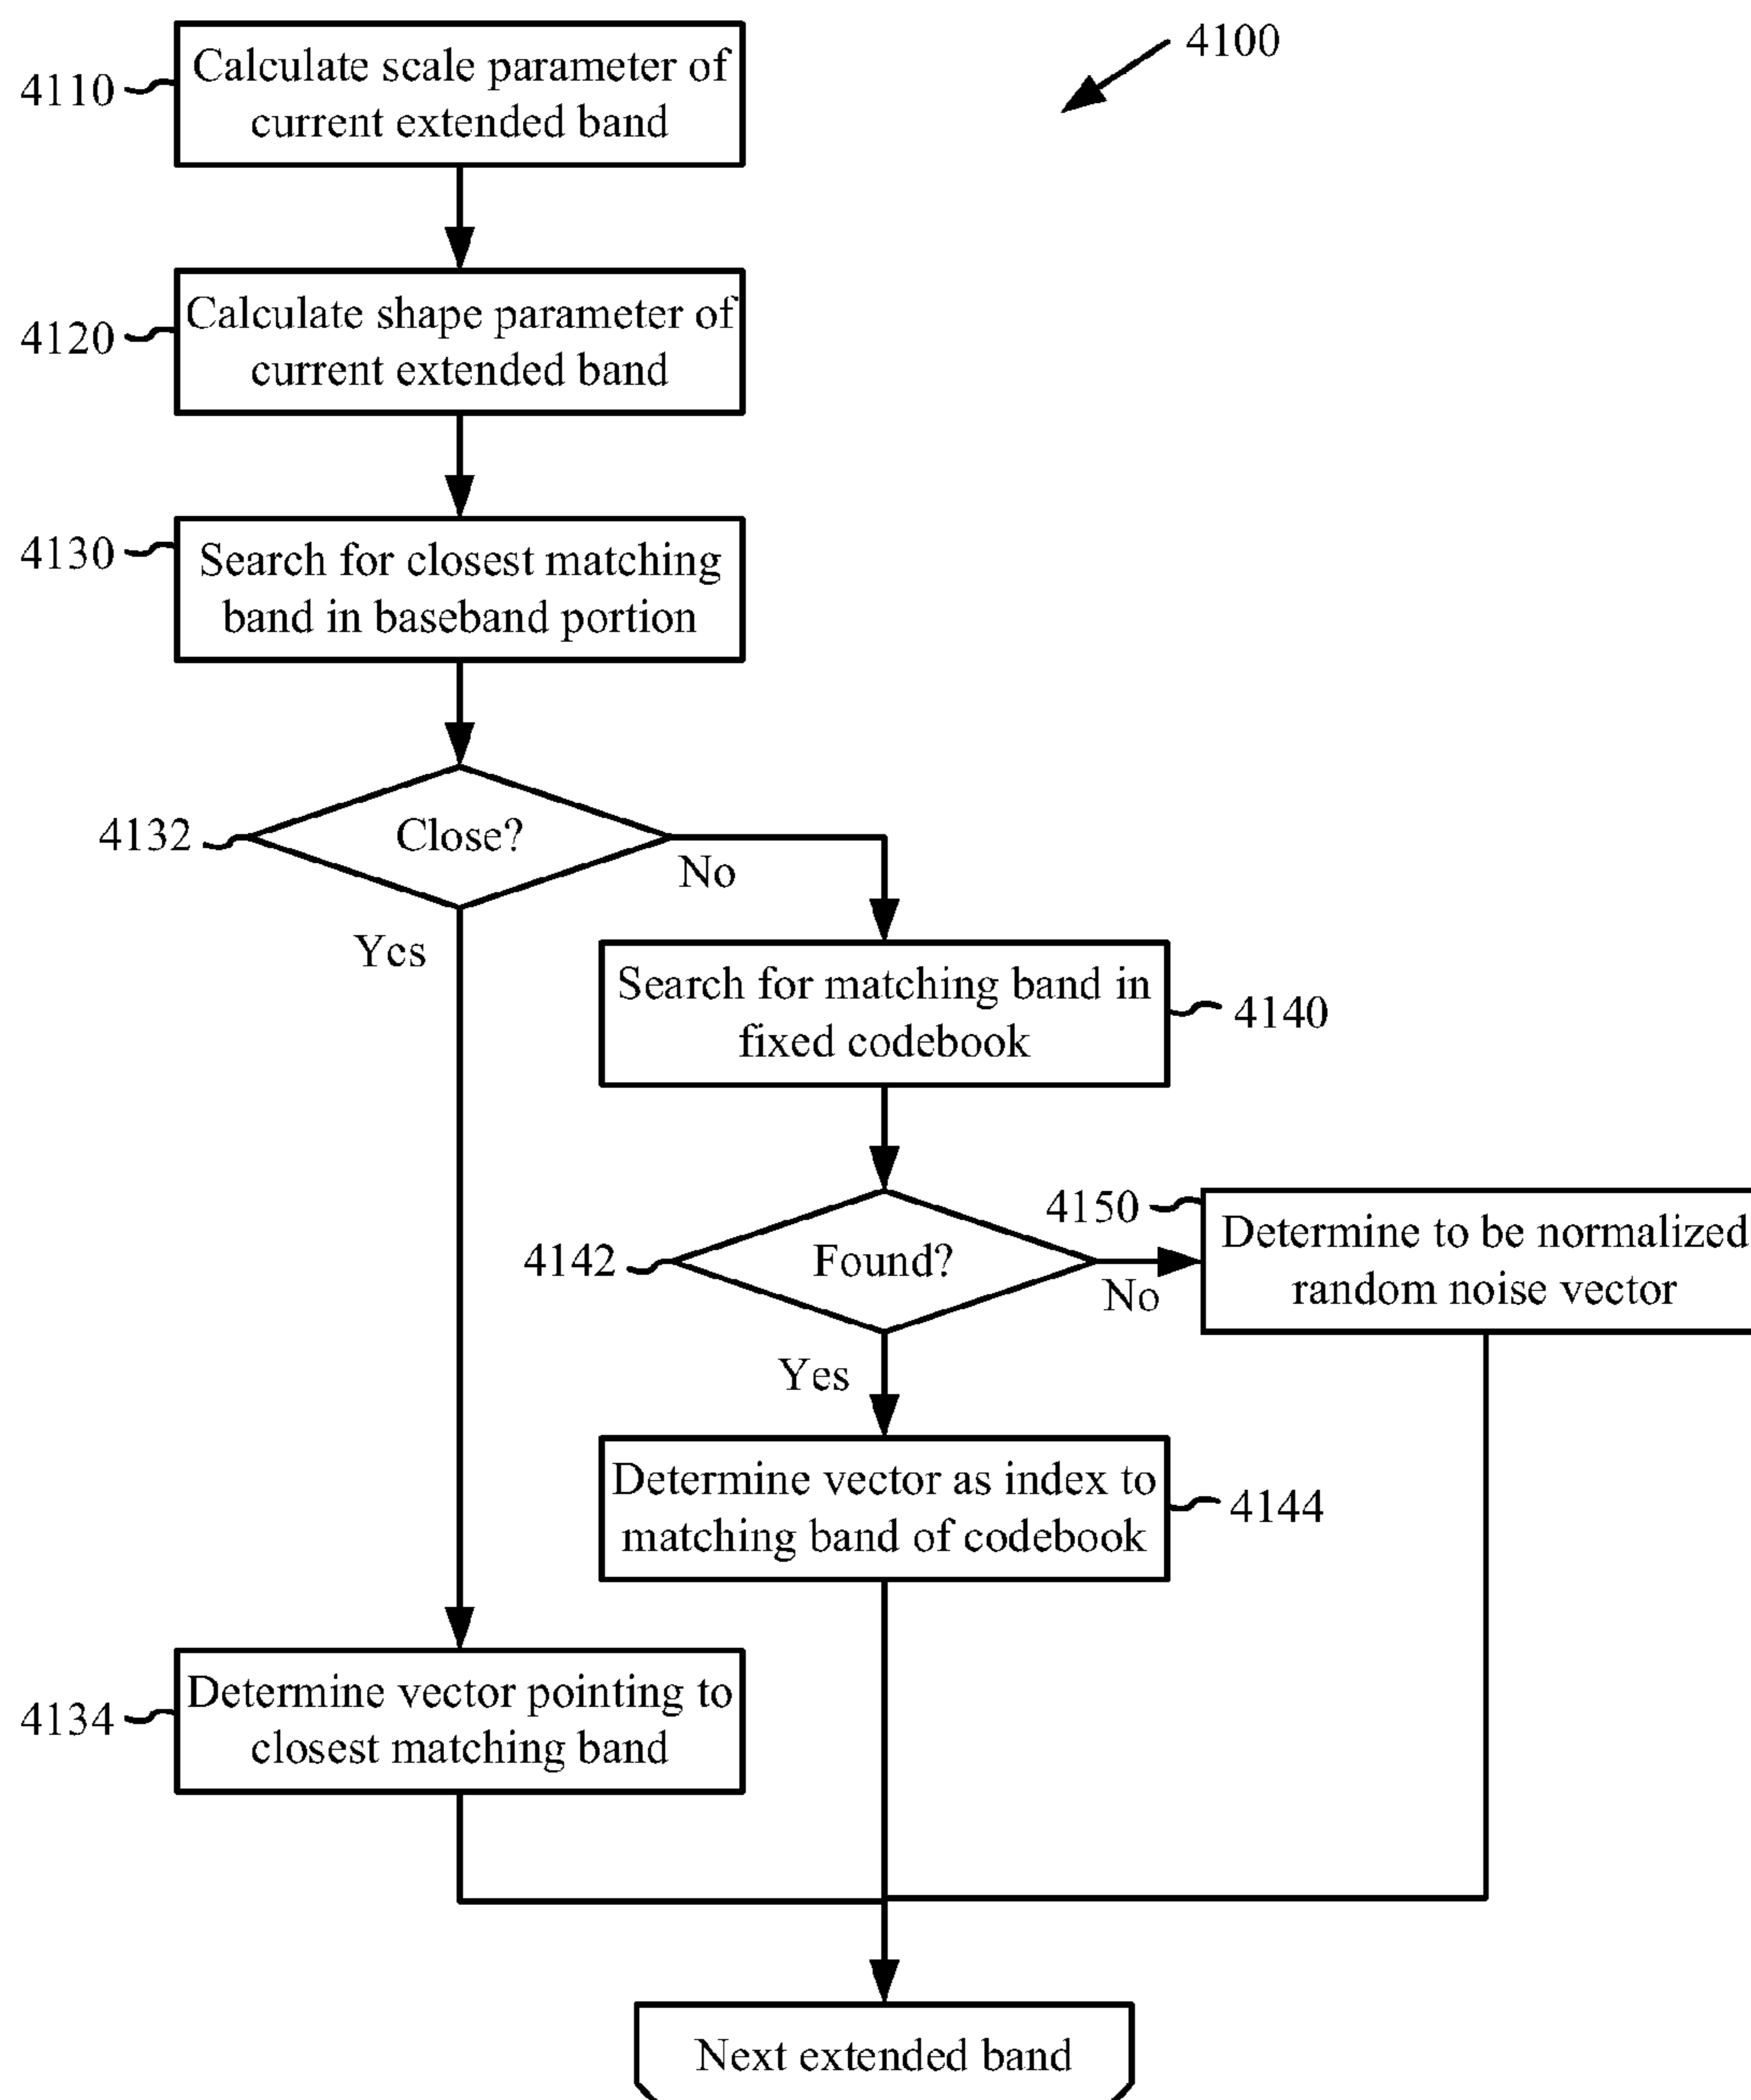 4100
4110
Calculate scale parameter of
current extended band
4120
Calculate shape parameter of
current extended band
4130
Search for closest matching
band in baseband portion
4132
Close?
No
Yes
Search for matching band in
fixed codebook
4140
4142
Found?
No
4150
Determine to be normalized
random noise vector
Yes
Determine vector as index to
matching band of codebook
4144
4134
Determine vector pointing to
closest matching band
Next extended band